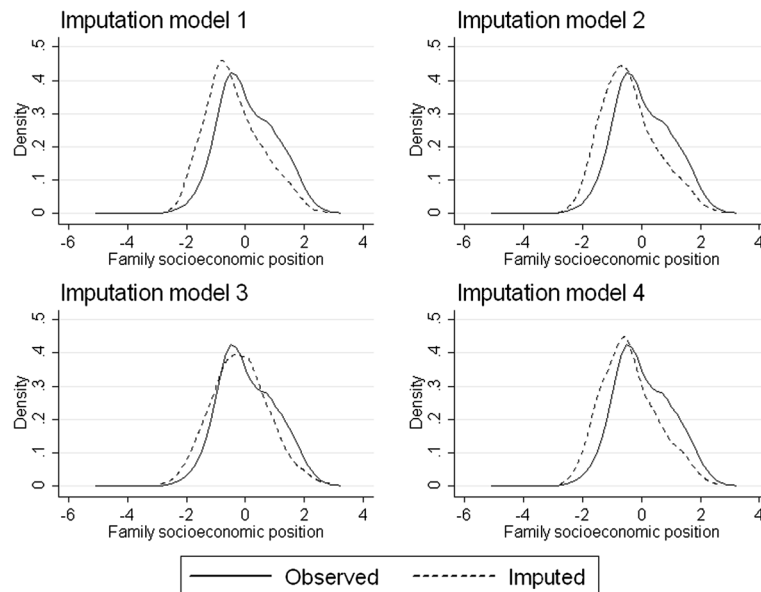 Imputation model 1
Density
0 .1 .2 .3 .4 .5
-6 -4 -2 0 2 4
Family socioeconomic position
Imputation model 2
Density
0 .1 .2 .3 .4 .5
-6 -4 -2 0 2 4
Family socioeconomic position
Imputation model 3
Density
0 .1 .2 .3 .4 .5
-6 -4 -2 0 2 4
Family socioeconomic position
Imputation model 4
Density
0 .1 .2 .3 .4 .5
-6 -4 -2 0 2 4
Family socioeconomic position
Observed Imputed